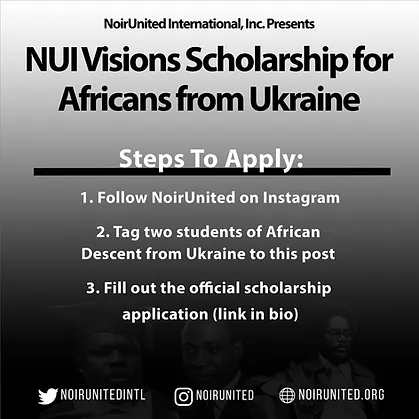 NoirUnited International, Inc. Presents
NUI Visions Scholarship for
Africans from Ukraine
Steps To Apply:
1. Follow NoirUnited on Instagram
2. Tag two students of African
Descent from Ukraine to this post
3. Fill out the official scholarship
application (link in bio)
NOIRUNITEDINTL NOIRUNITED NOIRUNITED.ORG